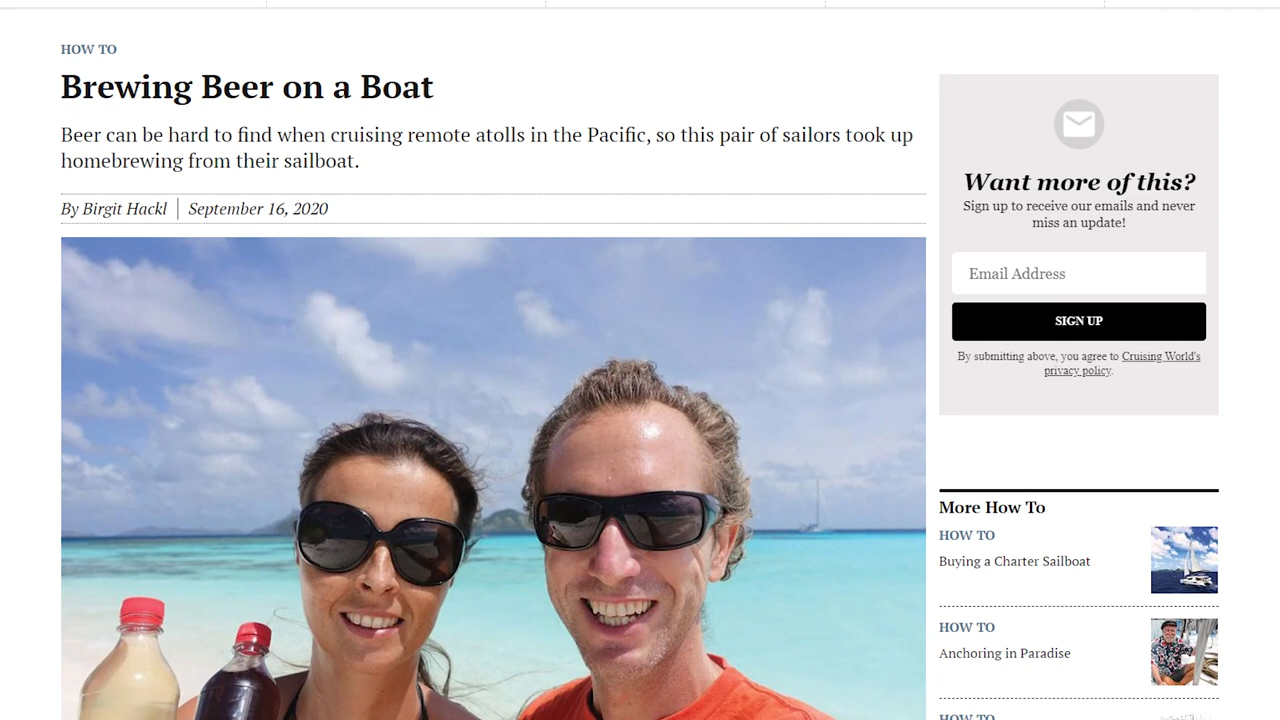 HOW TO
Brewing Beer on a Boat
Beer can be hard to find when cruising remote atolls in the Pacific, so this pair of sailors took up
homebrewing from their sailboat.
By Birgit Hackl
September 16, 2020
Want more of this?
Sign up to receive our emails and never
miss an update!
Email Address
SIGN UP
By submitting above, you agree to Cruising World's
privacy policy.
More How To
HOW TO
Buying a Charter Sailboat
HOW TO
Anchoring in Paradise
HOW TO